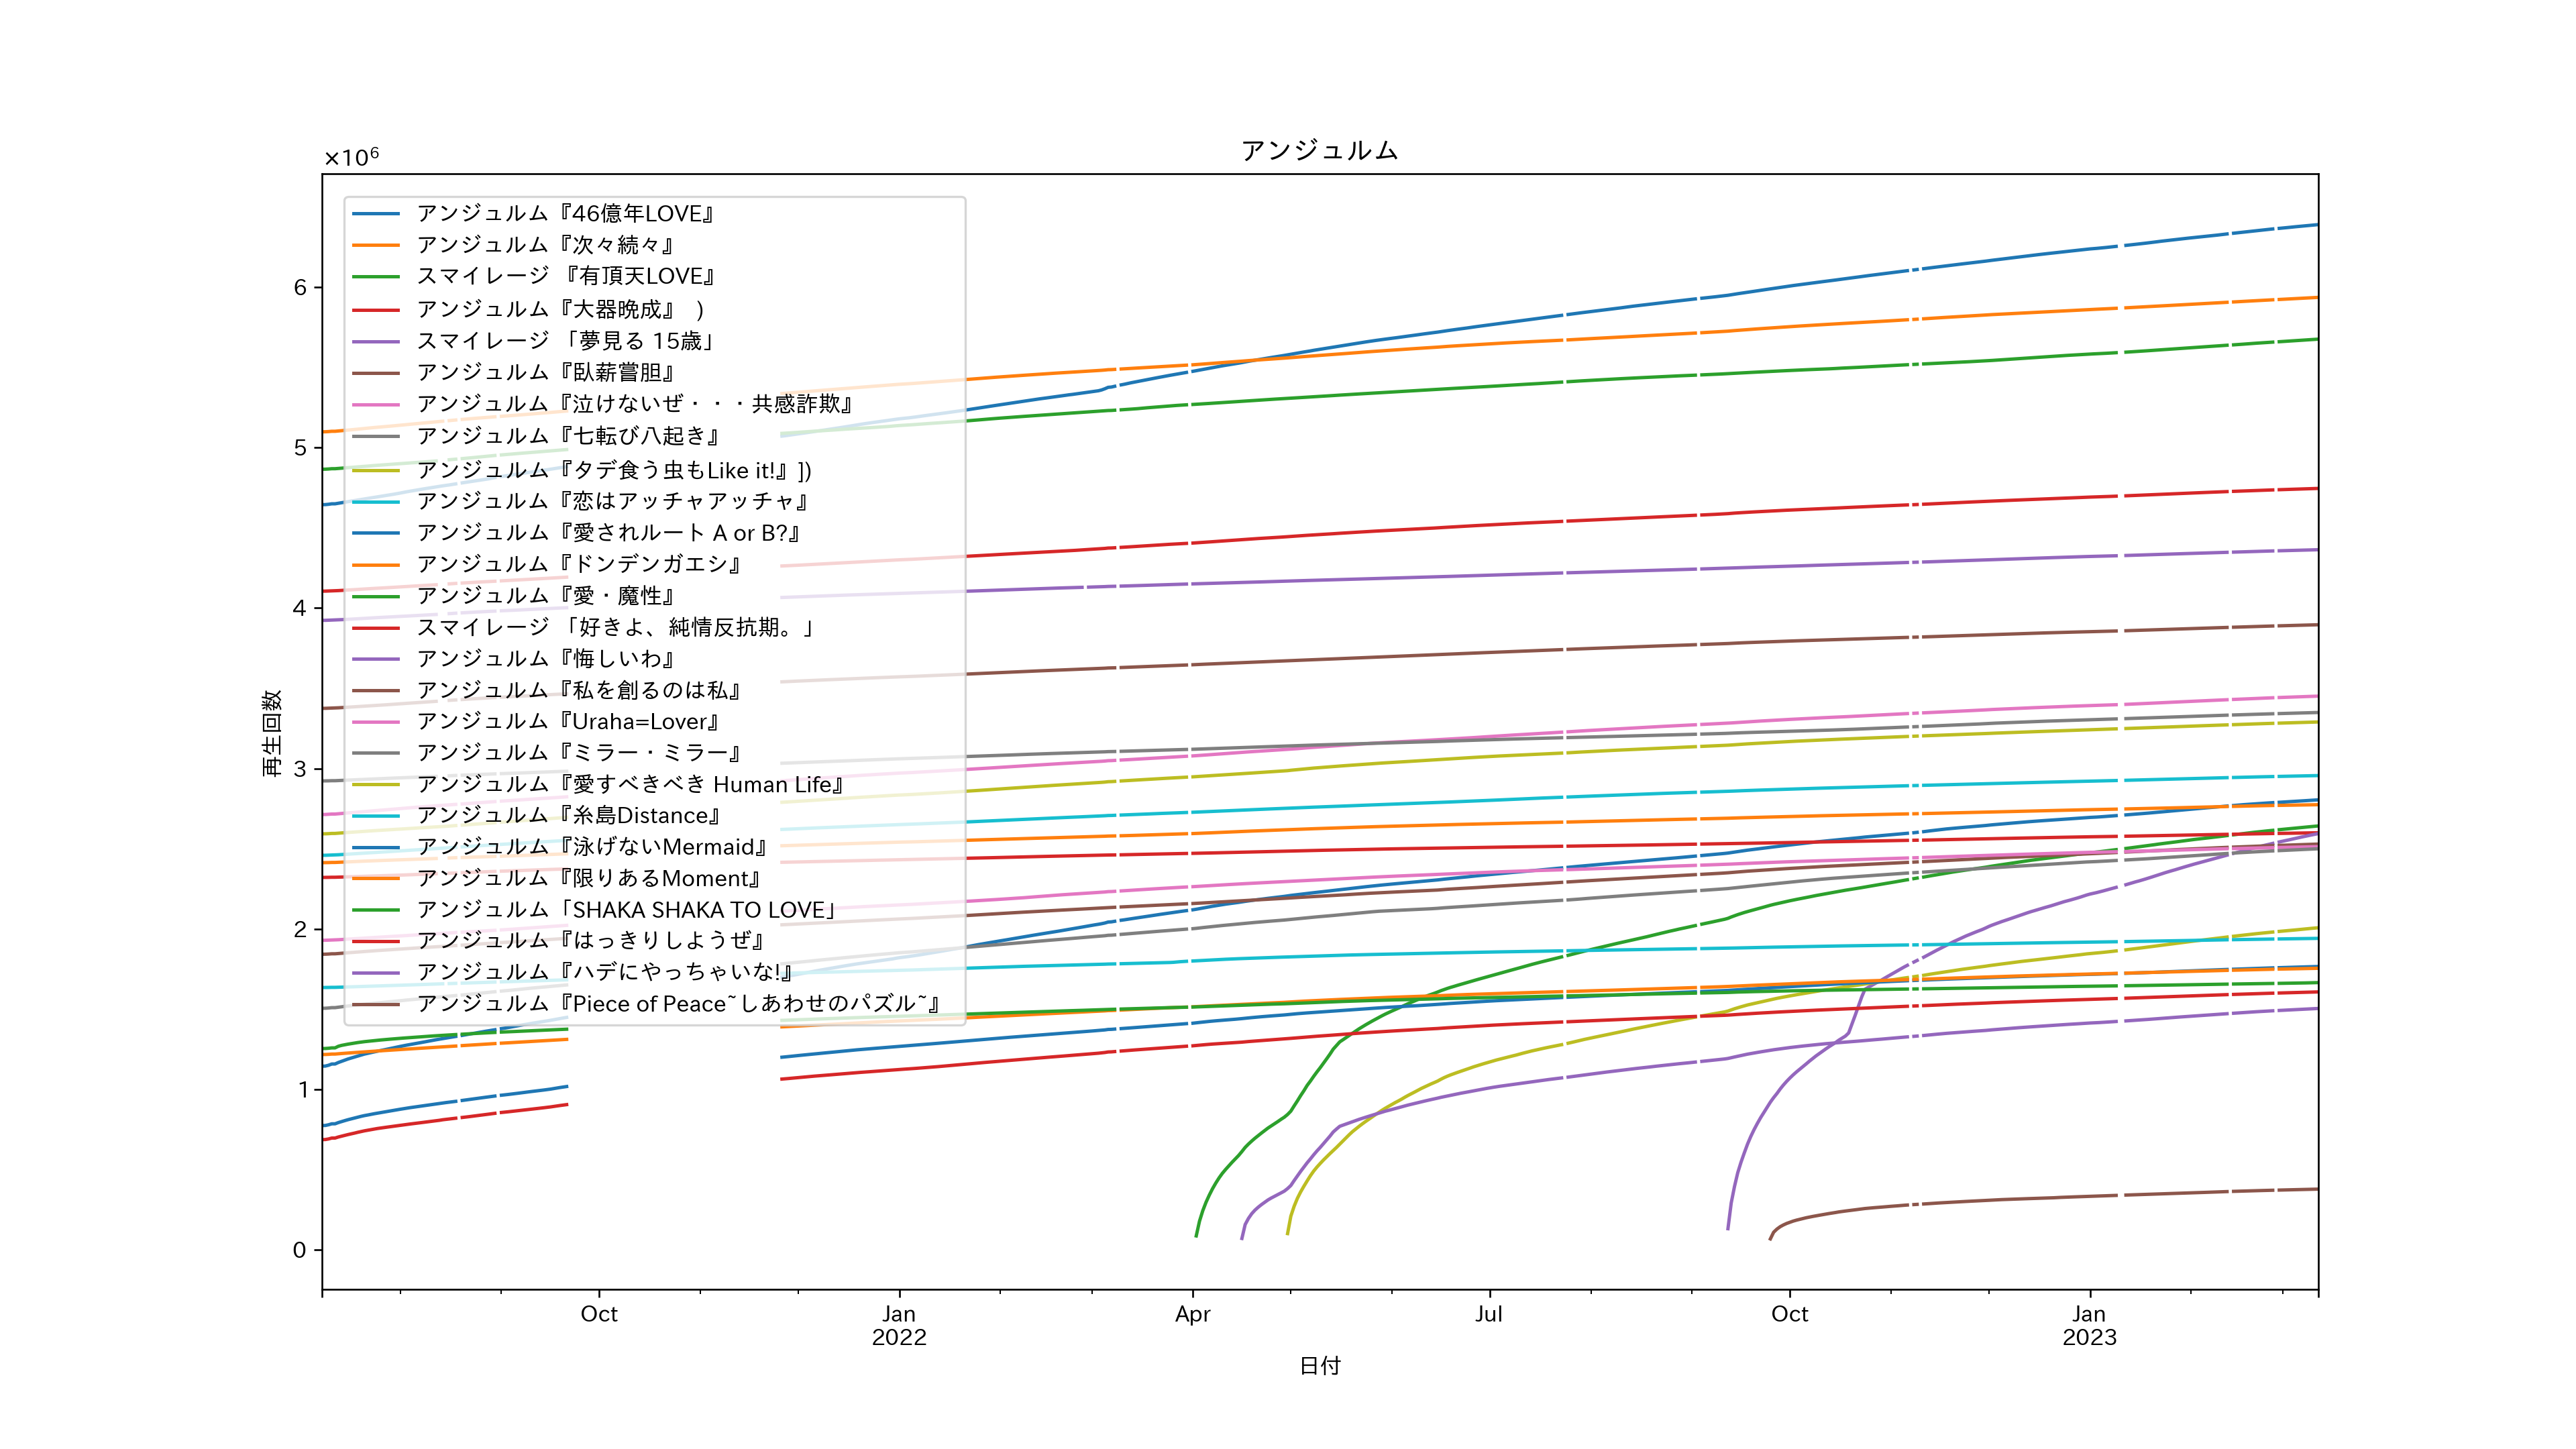 アンジュルム
×10⁶
アンジュルム『46億年LOVE』
アンジュルム『次々続々』
スマイレージ 『有頂天LOVE』
アンジュルム『大器晩成』 )
スマイレージ 「夢見る 15歳」
アンジュルム『臥薪嘗胆』
アンジュルム『泣けないぜ・・・共感詐欺』
アンジュルム『七転び八起き』
アンジュルム『タデ食う虫もLike it!』])
アンジュルム『恋はアッチャアッチャ』
アンジュルム『愛されルート A or B?』
アンジュルム『ドンデンガエシ』
アンジュルム『愛・魔性』
スマイレージ 「好きよ、純情反抗期。」
アンジュルム『悔しいわ』
アンジュルム『私を創るのは私』
アンジュルム『Uraha=Lover』
アンジュルム『ミラー・ミラー』
アンジュルム『愛すべきべき Human Life』
アンジュルム『糸島Distance』
アンジュルム『泳げないMermaid』
アンジュルム『限りあるMoment』
アンジュルム「SHAKA SHAKA TO LOVE」
アンジュルム『はっきりしようぜ』
アンジュルム『ハデにやっちゃいな!』
アンジュルム『Piece of Peace~しあわせのパズル~』
6
5
4
3
2
1
0
再生回数
Oct
Jan
2022
Apr
Jul
Oct
Jan
2023
日付